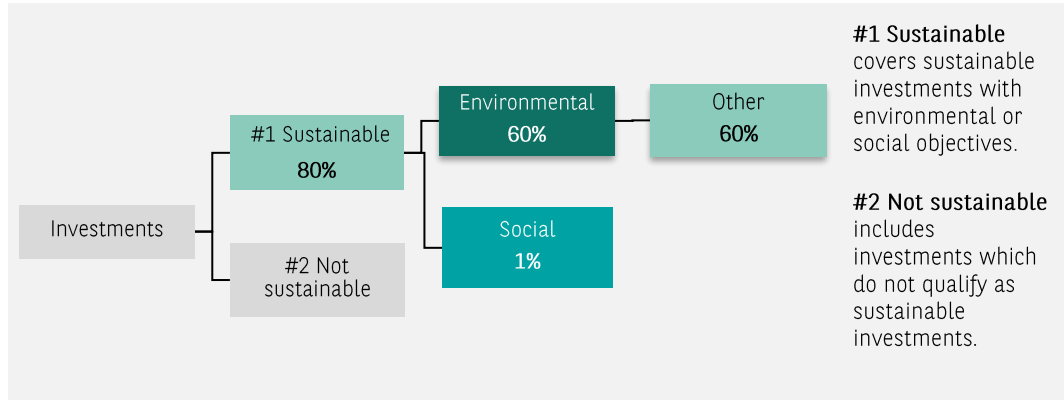 Investments
#1 Sustainable
80%
#2 Not
sustainable
Environmental
60%
Social
1%
Other
60%
#1 Sustainable
covers sustainable
investments with
environmental or
social objectives.
#2 Not sustainable
includes
investments which
do not qualify as
sustainable
investments.